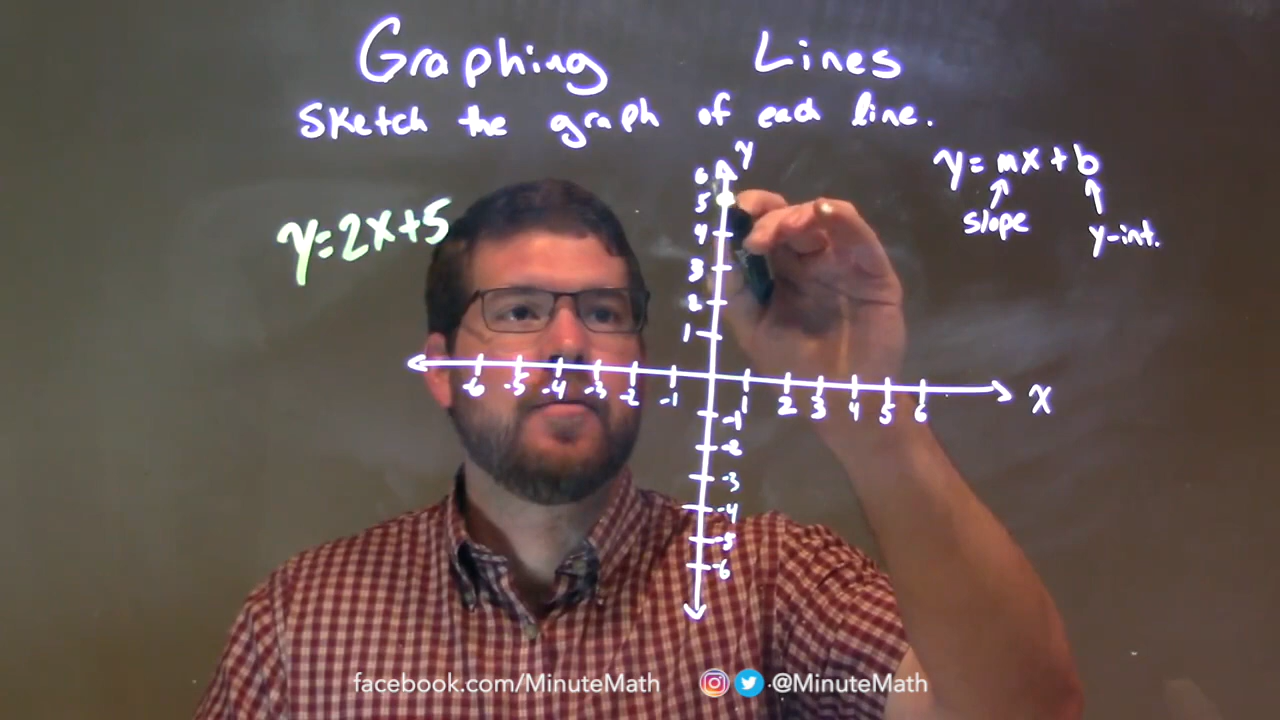 Graphing Lines
Sketch the graph of each line.
y=2x+5
y=mx+b
slope
y-int.
y
6
5
4
3
2
1
-6 -5 -4 -3 -2 -1 1 2 3 4 5 6 x
-1
-2
-3
-4
-5
-6
facebook.com/MinuteMath @MinuteMath